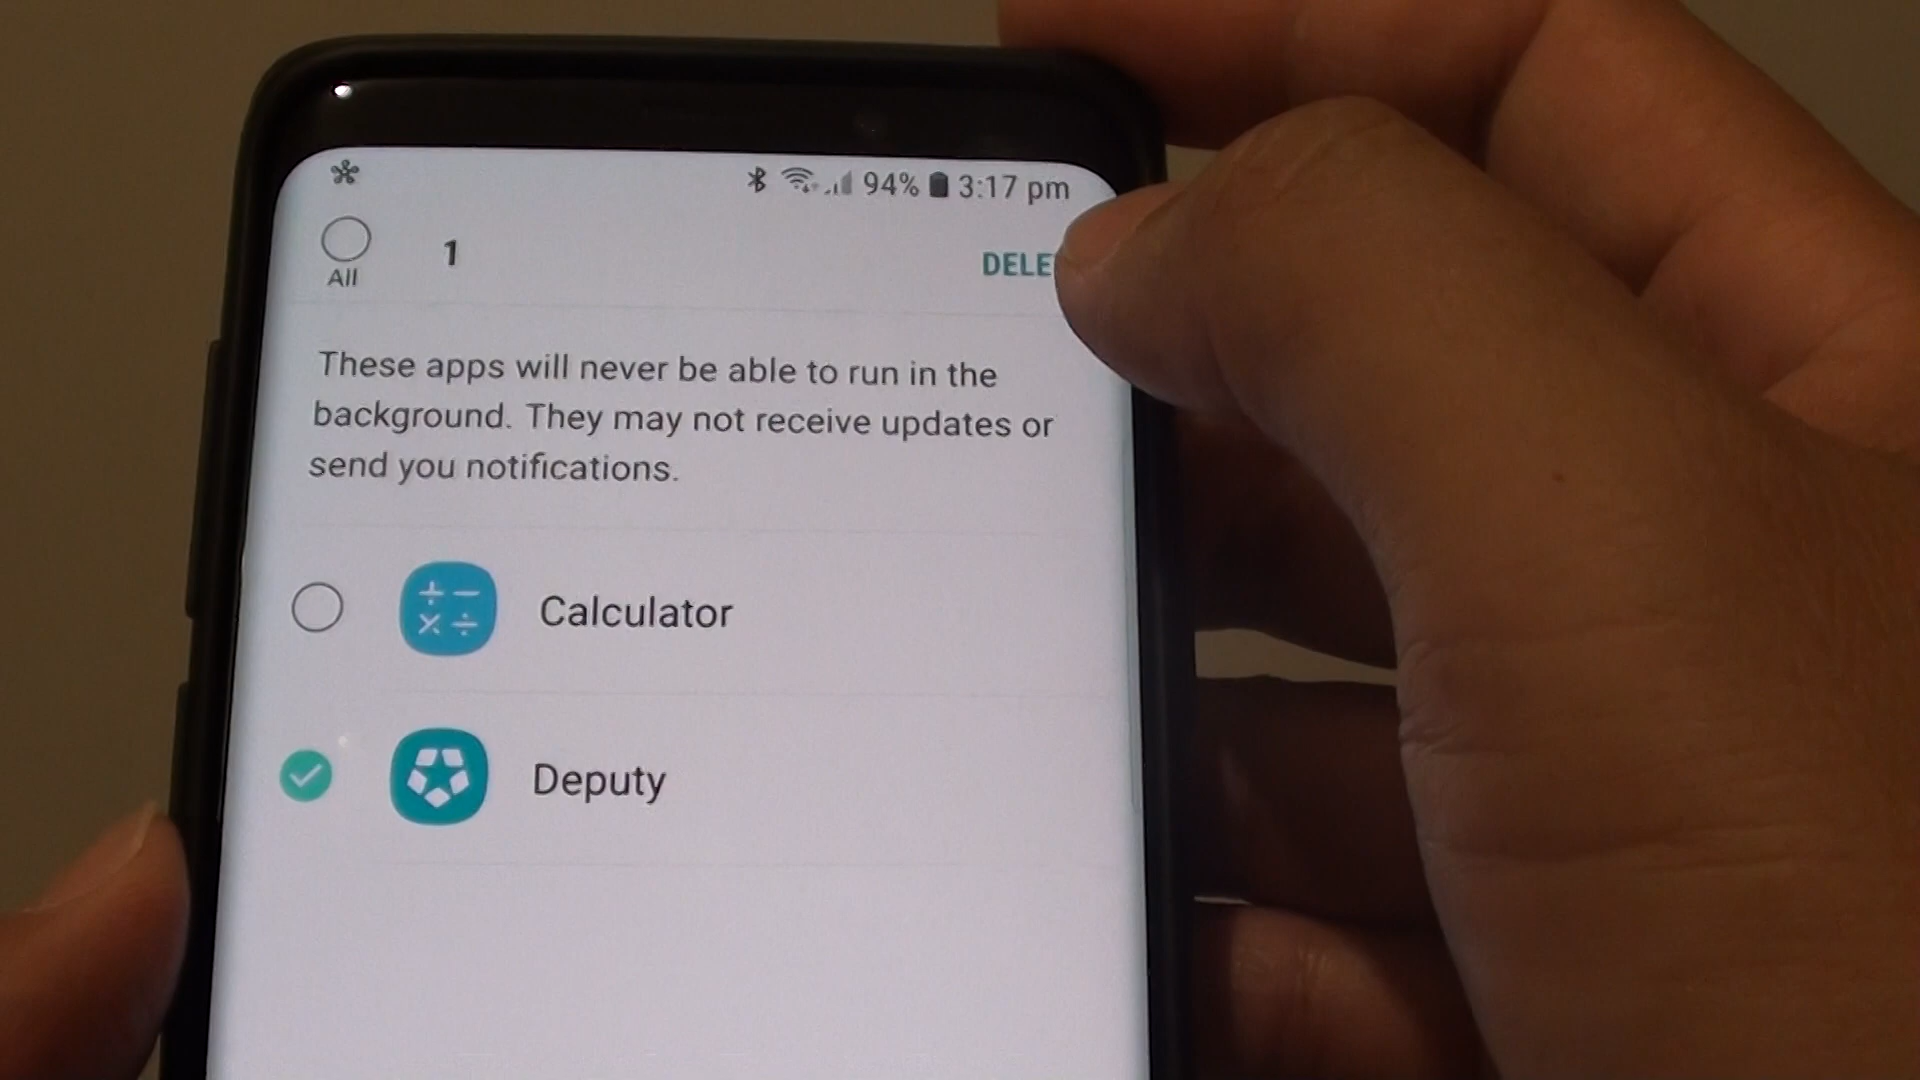 94% 3:17 pm
All 1 DELE
These apps will never be able to run in the
background. They may not receive updates or
send you notifications.
Calculator
Deputy